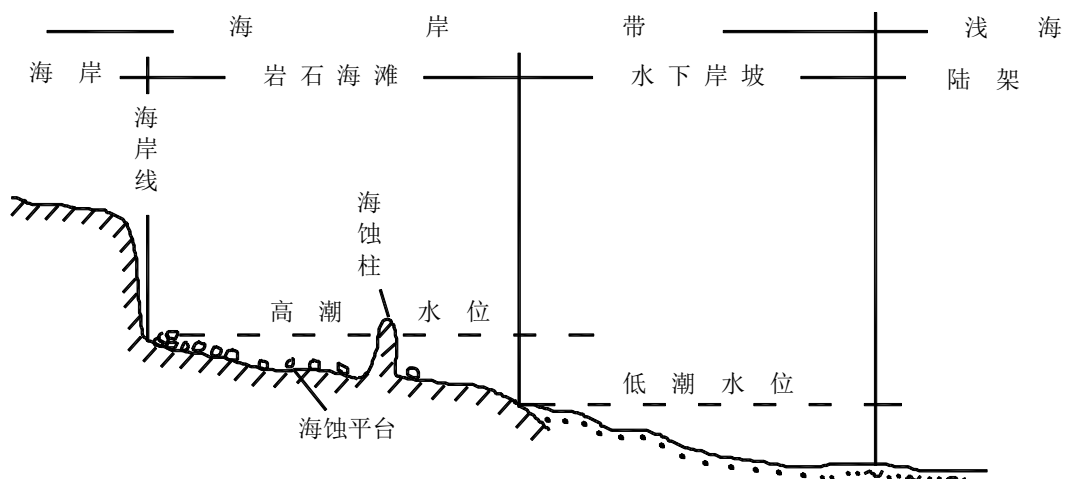 海岸带 浅海
海岸 岩石海滩 水下岸坡 陆架
海岸线
海蚀柱
高潮水位
低潮水位
海蚀平台